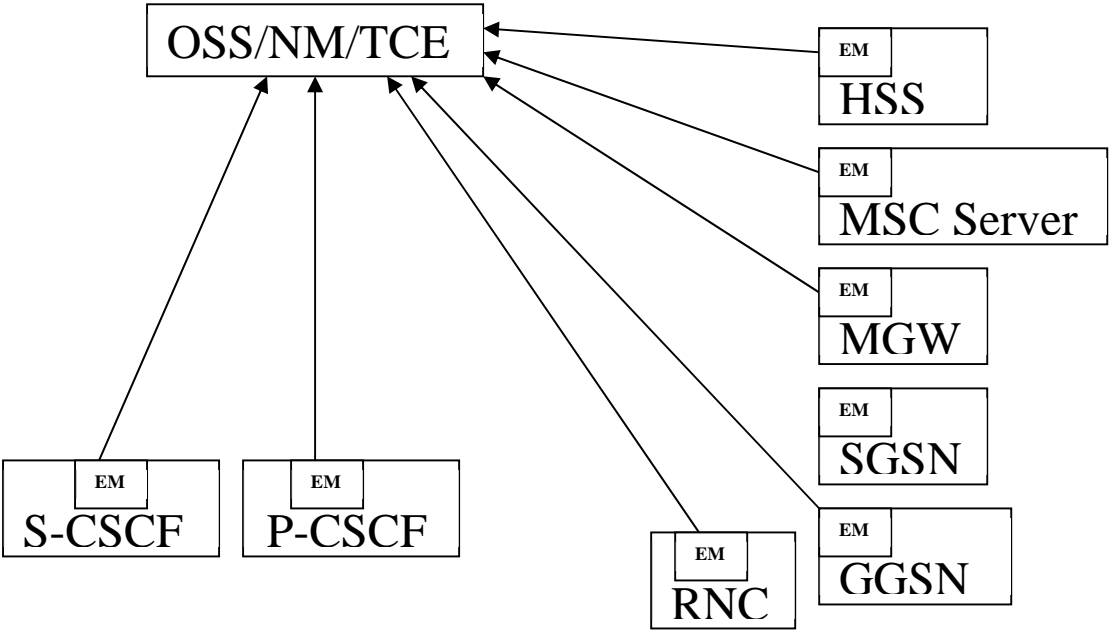 OSS/NM/TCE
EM
HSS
EM
MSC Server
EM
MGW
EM
SGSN
EM
GGSN
EM
S-CSCF
EM
P-CSCF
EM
RNC